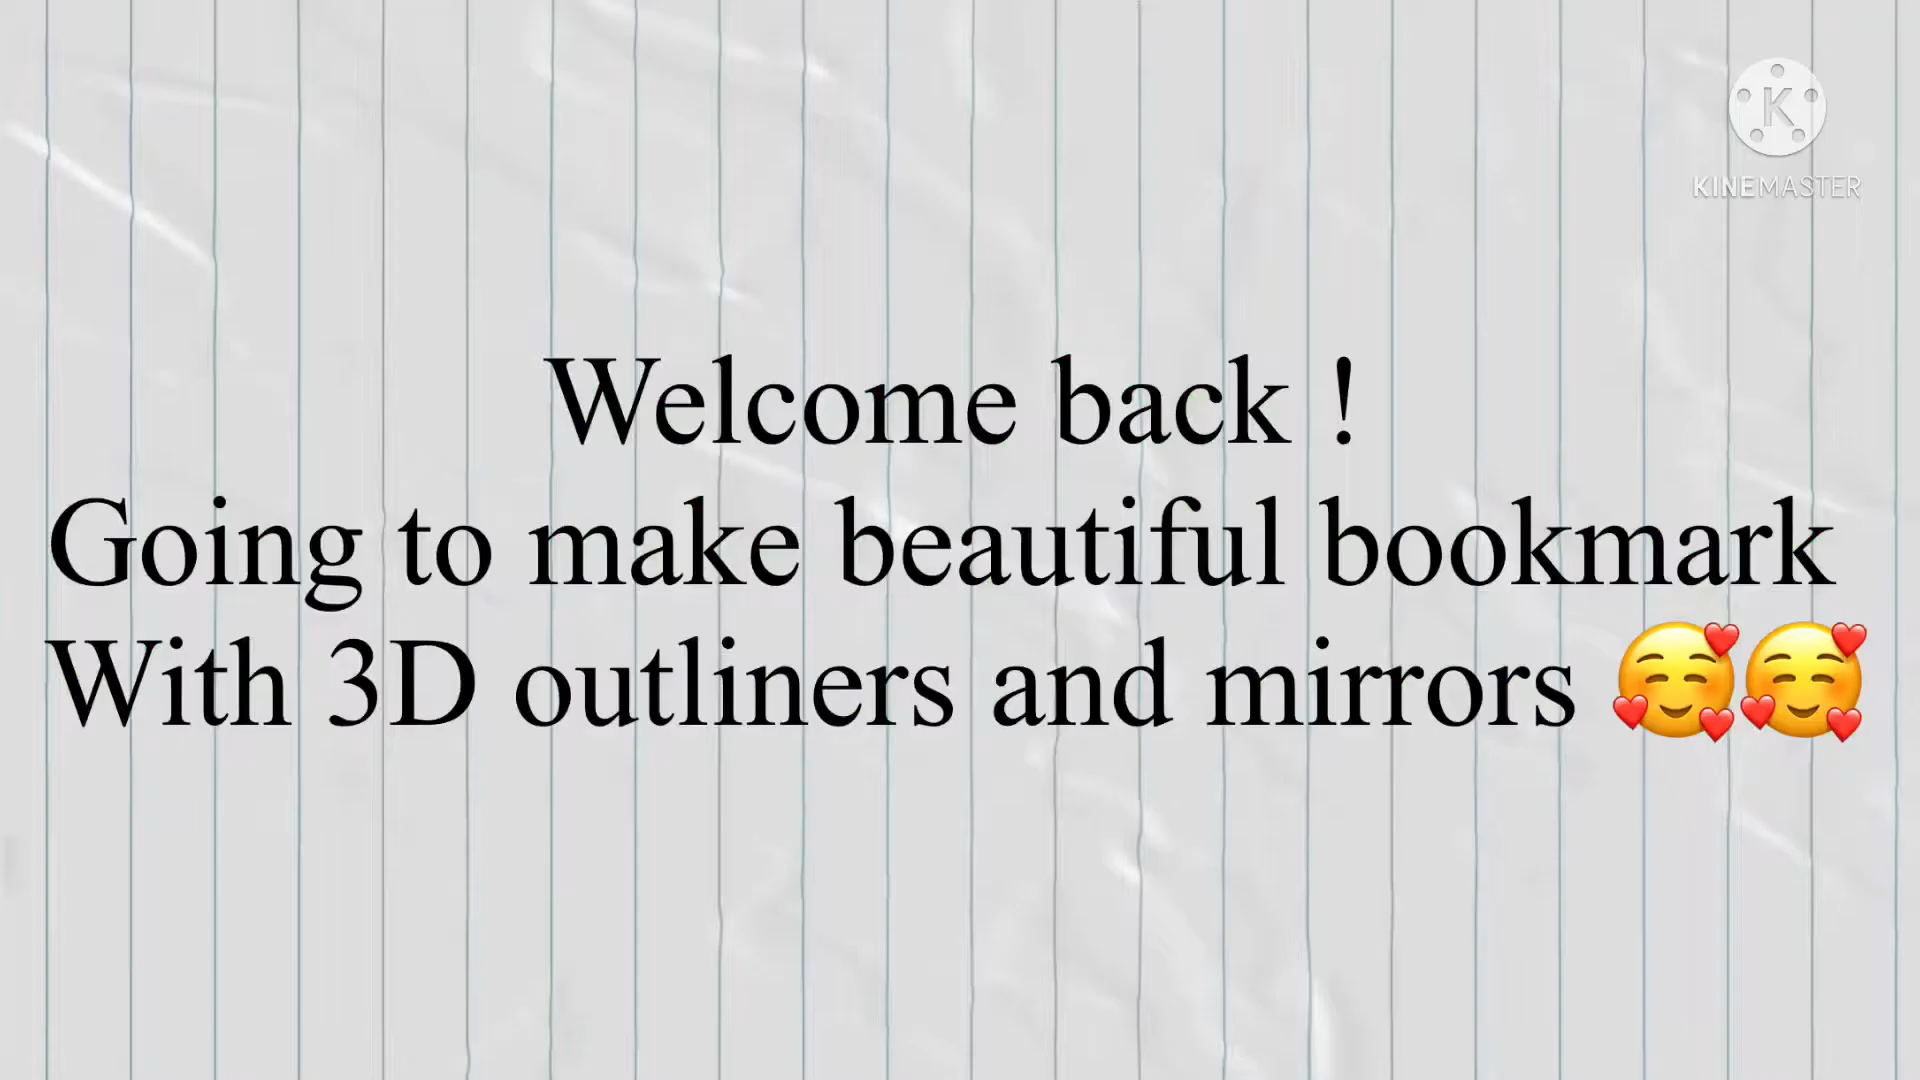 K
KINEMASTER
Welcome back !
Going to make beautiful bookmark
With 3D outliners and mirrors 🥰🥰